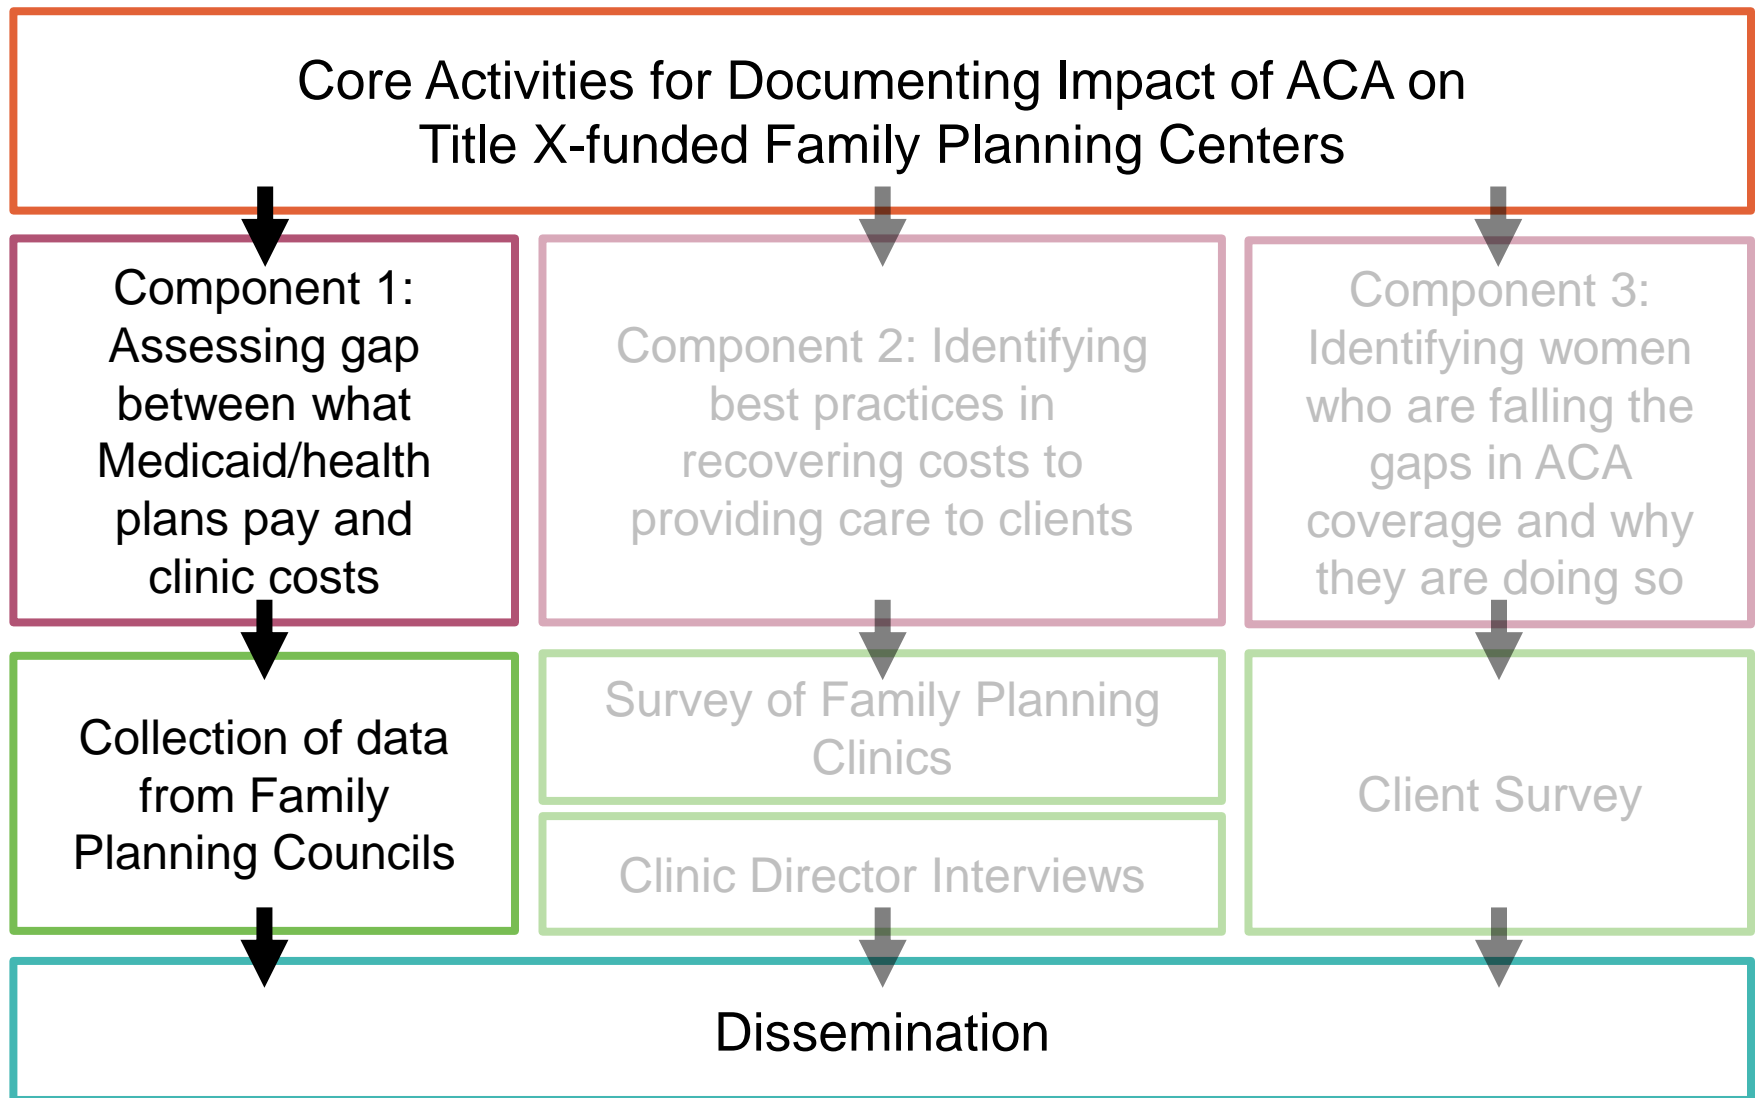 Core Activities for Documenting Impact of ACA on
Title X-funded Family Planning Centers
Component 1:
Assessing gap
between what
Medicaid/health
plans pay and
clinic costs
Component 2: Identifying
best practices in
recovering costs to
providing care to clients
Component 3:
Identifying women
who are falling the
gaps in ACA
coverage and why
they are doing so
Collection of data
from Family
Planning Councils
Survey of Family Planning
Clinics
Clinic Director Interviews
Client Survey
Dissemination